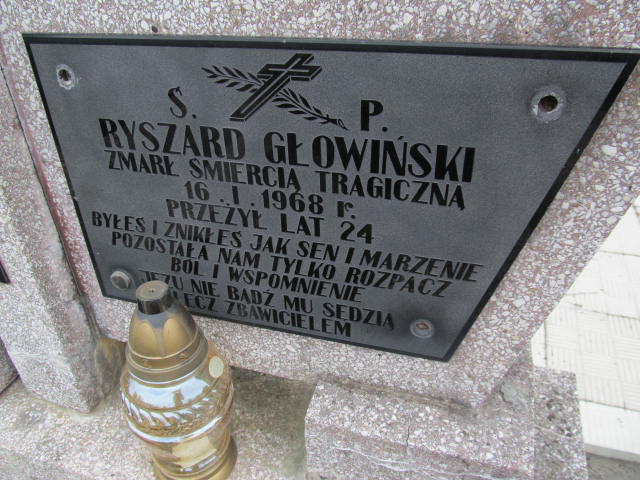 Ś. P.
RYSZARD GŁOWIŃSKI
ZMARŁ ŚMIERCIĄ TRAGICZNĄ
16.I.1968 r.
PRZEŻYŁ LAT 24
BYŁEŚ I ZNIKŁEŚ JAK SEN I MARZENIE
POZOSTAŁA NAM TYLKO ROZPACZ
BÓL I WSPOMNIENIE
JEZU NIE BĄDŹ MU SĘDZIĄ
LECZ ZBAWICIELEM